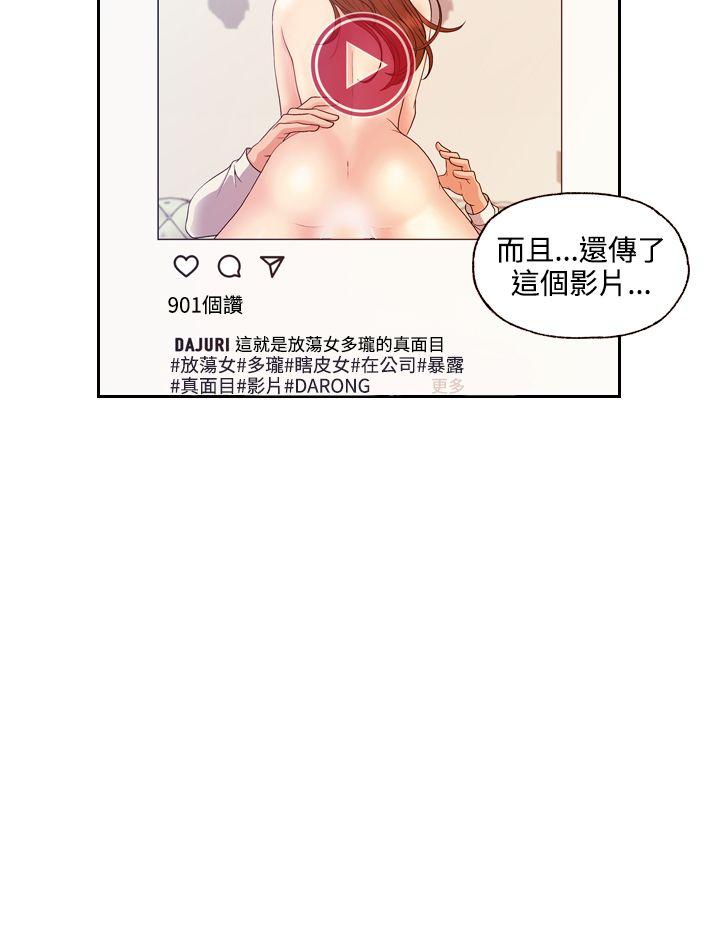 而且...還傳了
這個影片...
901個讚
DAJURI 這就是放蕩女多瓏的真面目
#放蕩女#多瓏#瞎皮女#在公司#暴露
#真面目#影片#DARONG 更多